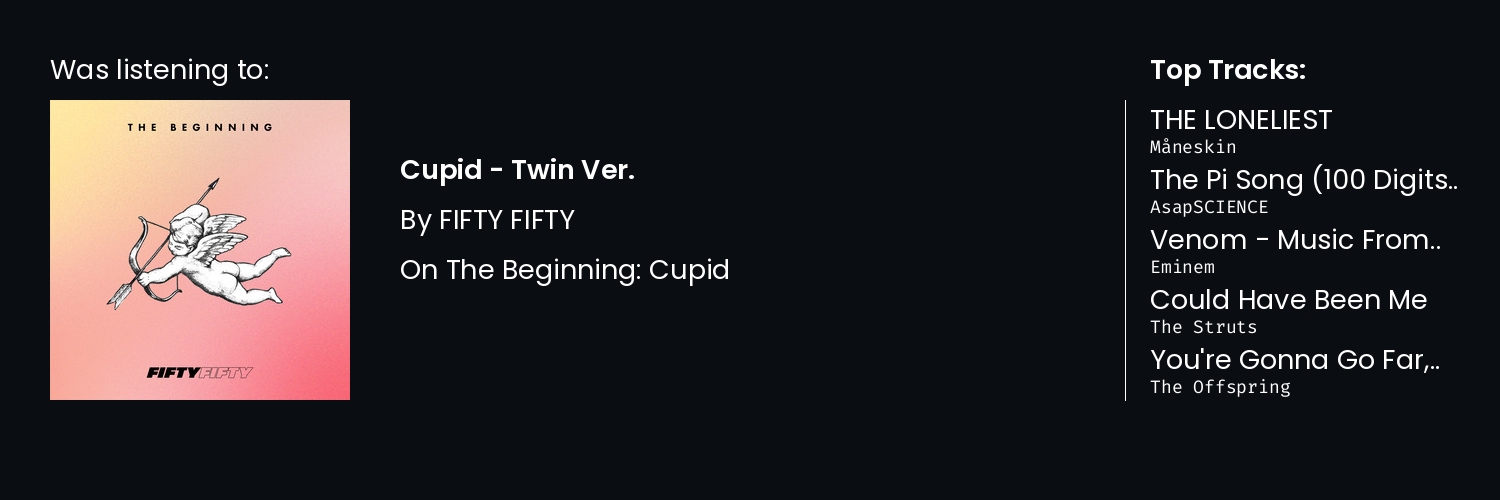 Was listening to:
THE BEGINNING
FIFTYFIFTY
Cupid - Twin Ver.
By FIFTY FIFTY
On The Beginning: Cupid
Top Tracks:
THE LONELIEST
Måneskin
The Pi Song (100 Digits..
AsapSCIENCE
Venom - Music From..
Eminem
Could Have Been Me
The Struts
You're Gonna Go Far,..
The Offspring